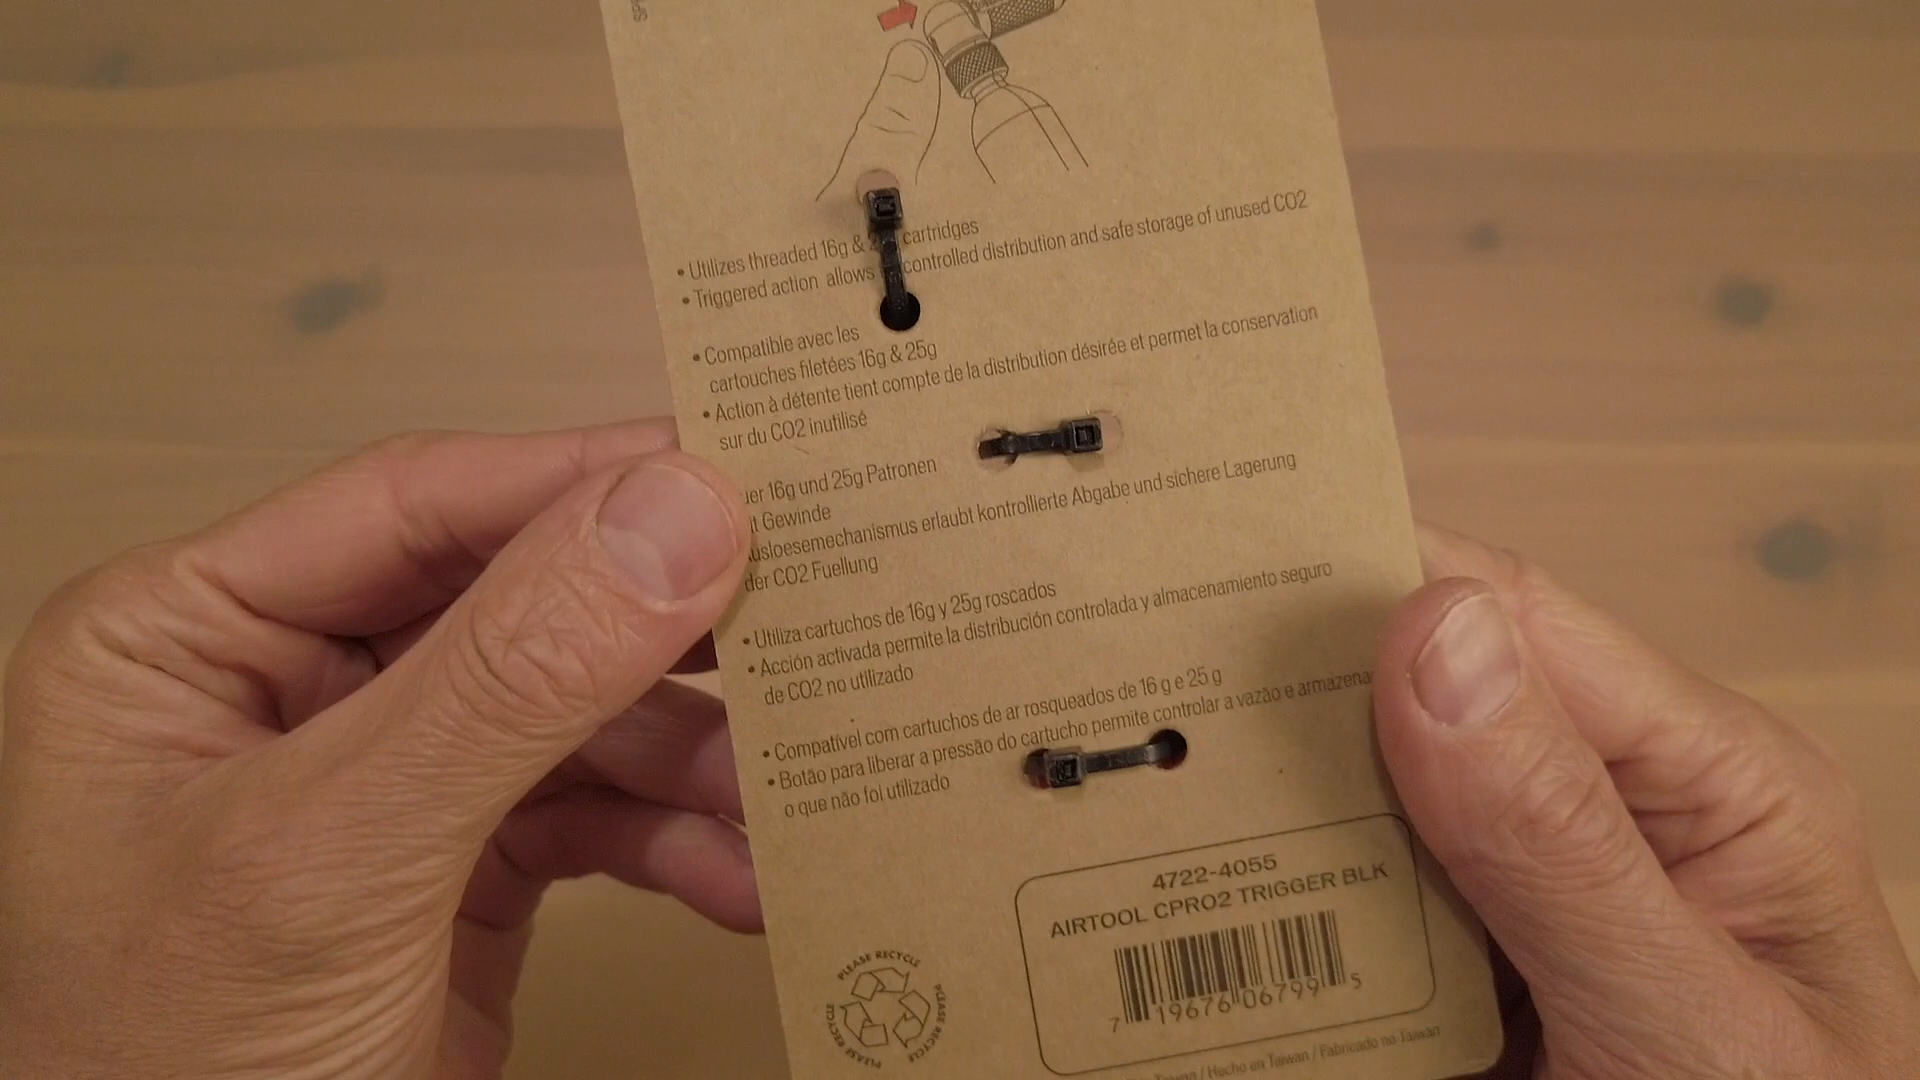 • Utilizes threaded 16g & cartridges
• Triggered action allows controlled distribution and safe storage of unused CO2
• Compatible avec les
cartouches filetées 16g & 25g
• Action à détente tient compte de la distribution désirée et permet la conservation
sur du CO2 inutilisé
uer 16g und 25g Patronen
it Gewinde
usloesemechanismus erlaubt kontrollierte Abgabe und sichere Lagerung
der CO2 Fuellung
• Utiliza cartuchos de 16g y 25g roscados
• Acción activada permite la distribución controlada y almacenamiento seguro
de CO2 no utilizado
• Compatível com cartuchos de ar rosqueados de 16 g e 25 g
• Botão para liberar a pressão do cartucho permite controlar a vazão e armazena
o que não foi utilizado
4722-4055
AIRTOOL CPRO2 TRIGGER BLK
7 19676 06799 5
PLEASE RECYCLE
PLEASE RECYCLE
PLEASE RECYCLE
Taiwan / Hecho en Taiwan / Fabricado no Taiwan